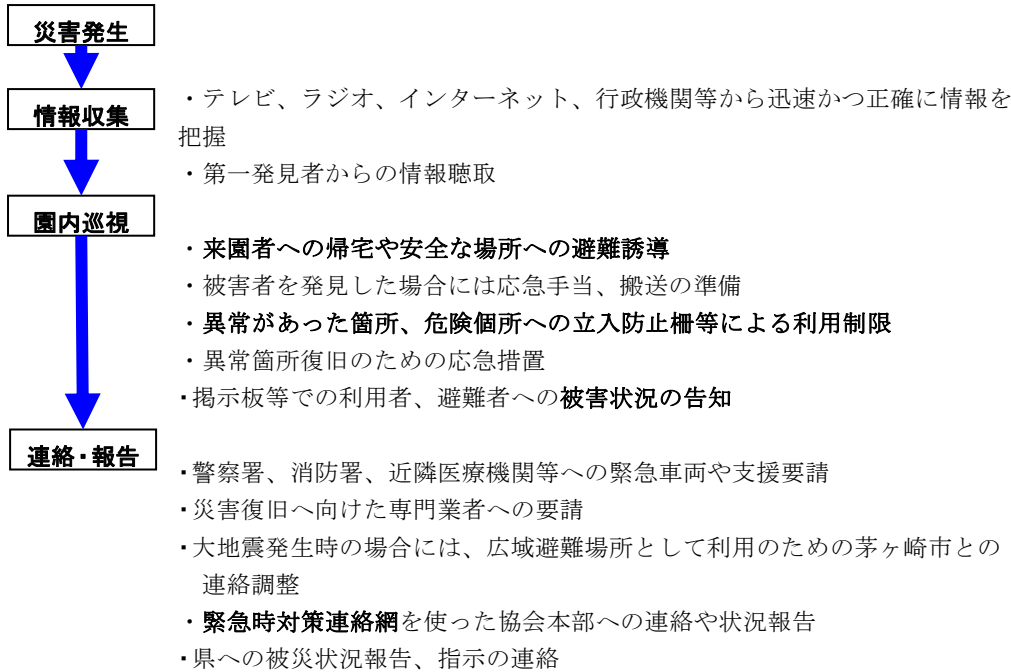 災害発生
情報収集
・テレビ、ラジオ、インターネット、行政機関等から迅速かつ正確に情報を
把握
・第一発見者からの情報聴取
園内巡視
・来園者への帰宅や安全な場所への避難誘導
・被害者を発見した場合には応急手当、搬送の準備
・異常があった箇所、危険個所への立入防止柵等による利用制限
・異常箇所復旧のための応急措置
・掲示板等での利用者、避難者への被害状況の告知
連絡・報告
・警察署、消防署、近隣医療機関等への緊急車両や支援要請
・災害復旧へ向けた専門業者への要請
・大地震発生時の場合には、広域避難場所として利用のための茅ヶ崎市との
連絡調整
・緊急時対策連絡網を使った協会本部への連絡や状況報告
・県への被災状況報告、指示の連絡